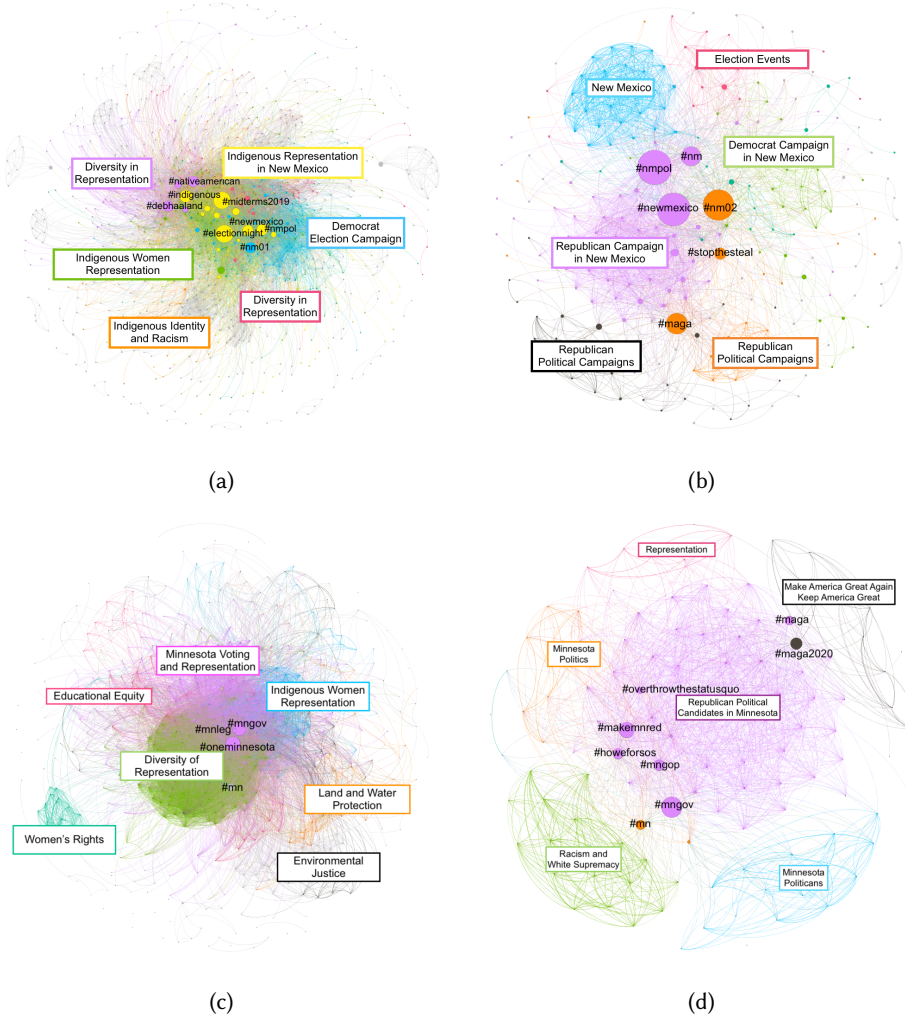 Diversity in
Representation
Indigenous Representation
in New Mexico
#nativeamerican
#indigenous
#debhaaland
#midterms2019
#newmexico
#electionnight
#nmpol
#nm01
Democrat
Election Campaign
Indigenous Women
Representation
Diversity in
Representation
Indigenous Identity
and Racism
(a)
Election Events
New Mexico
Democrat Campaign
in New Mexico
#nm
#nmpol
#newmexico
#nm02
Republican Campaign
in New Mexico
#stopthesteal
#maga
Republican
Political Campaigns
Republican
Political Campaigns
(b)
Minnesota Voting
and Representation
Educational Equity
Indigenous Women
Representation
#mngov
#mnleg
#oneminnesota
Diversity of
Representation
#mn
Land and Water
Protection
Women's Rights
Environmental
Justice
(c)
Representation
Make America Great Again
Keep America Great
#maga
#maga2020
Minnesota
Politics
#overthrowthestatusquo
Republican Political
Candidates in Minnesota
#makemnred
#howeforsos
#mngop
#mngov
#mn
Racism and
White Supremacy
Minnesota
Politicans
(d)